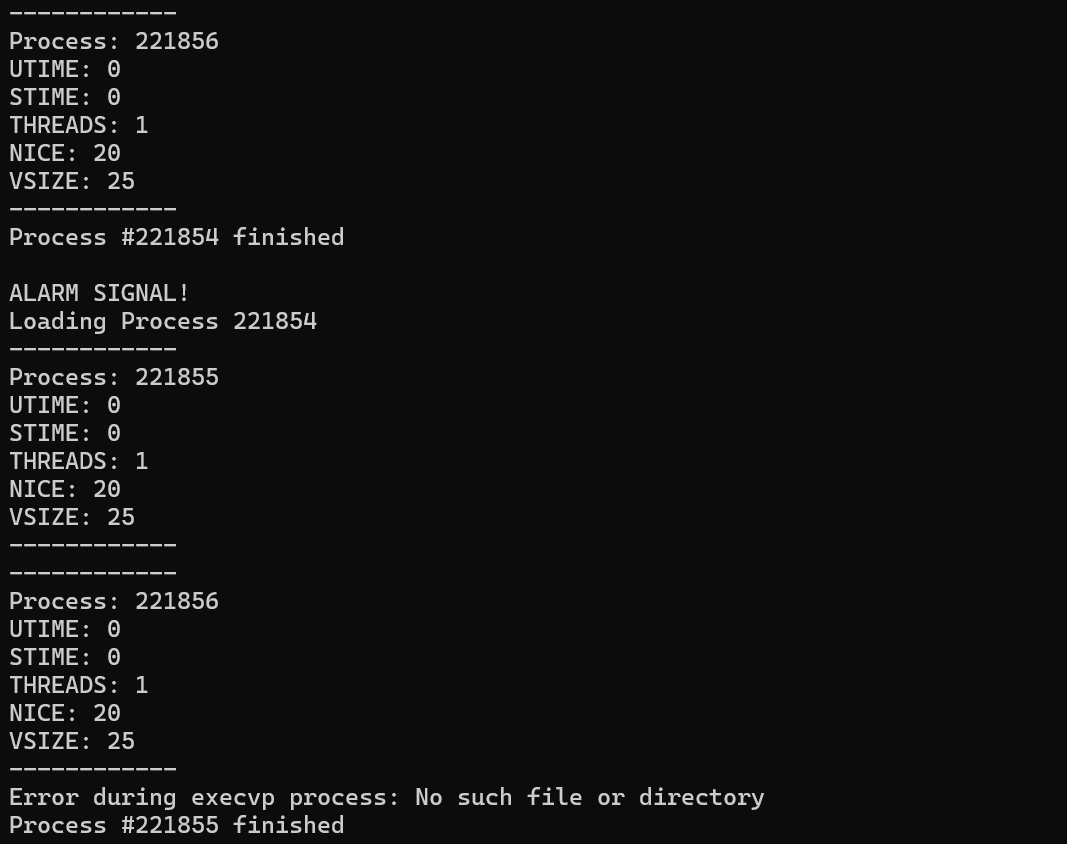 ------------
Process: 221856
UTIME: 0
STIME: 0
THREADS: 1
NICE: 20
VSIZE: 25
------------
Process #221854 finished

ALARM SIGNAL!
Loading Process 221854
------------
Process: 221855
UTIME: 0
STIME: 0
THREADS: 1
NICE: 20
VSIZE: 25
------------
------------
Process: 221856
UTIME: 0
STIME: 0
THREADS: 1
NICE: 20
VSIZE: 25
------------
Error during execvp process: No such file or directory
Process #221855 finished